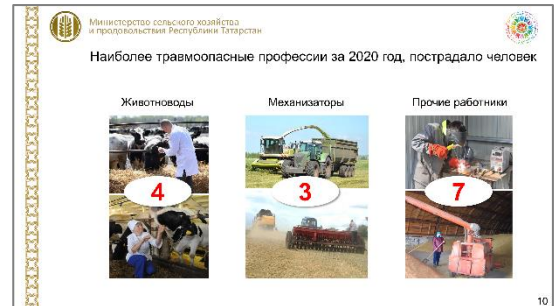 Министерство сельского хозяйства
и продовольствия Республики Татарстан
Наиболее травмоопасные профессии за 2020 год, пострадало человек
Животноводы
Механизаторы
Прочие работники
4
3
7
10